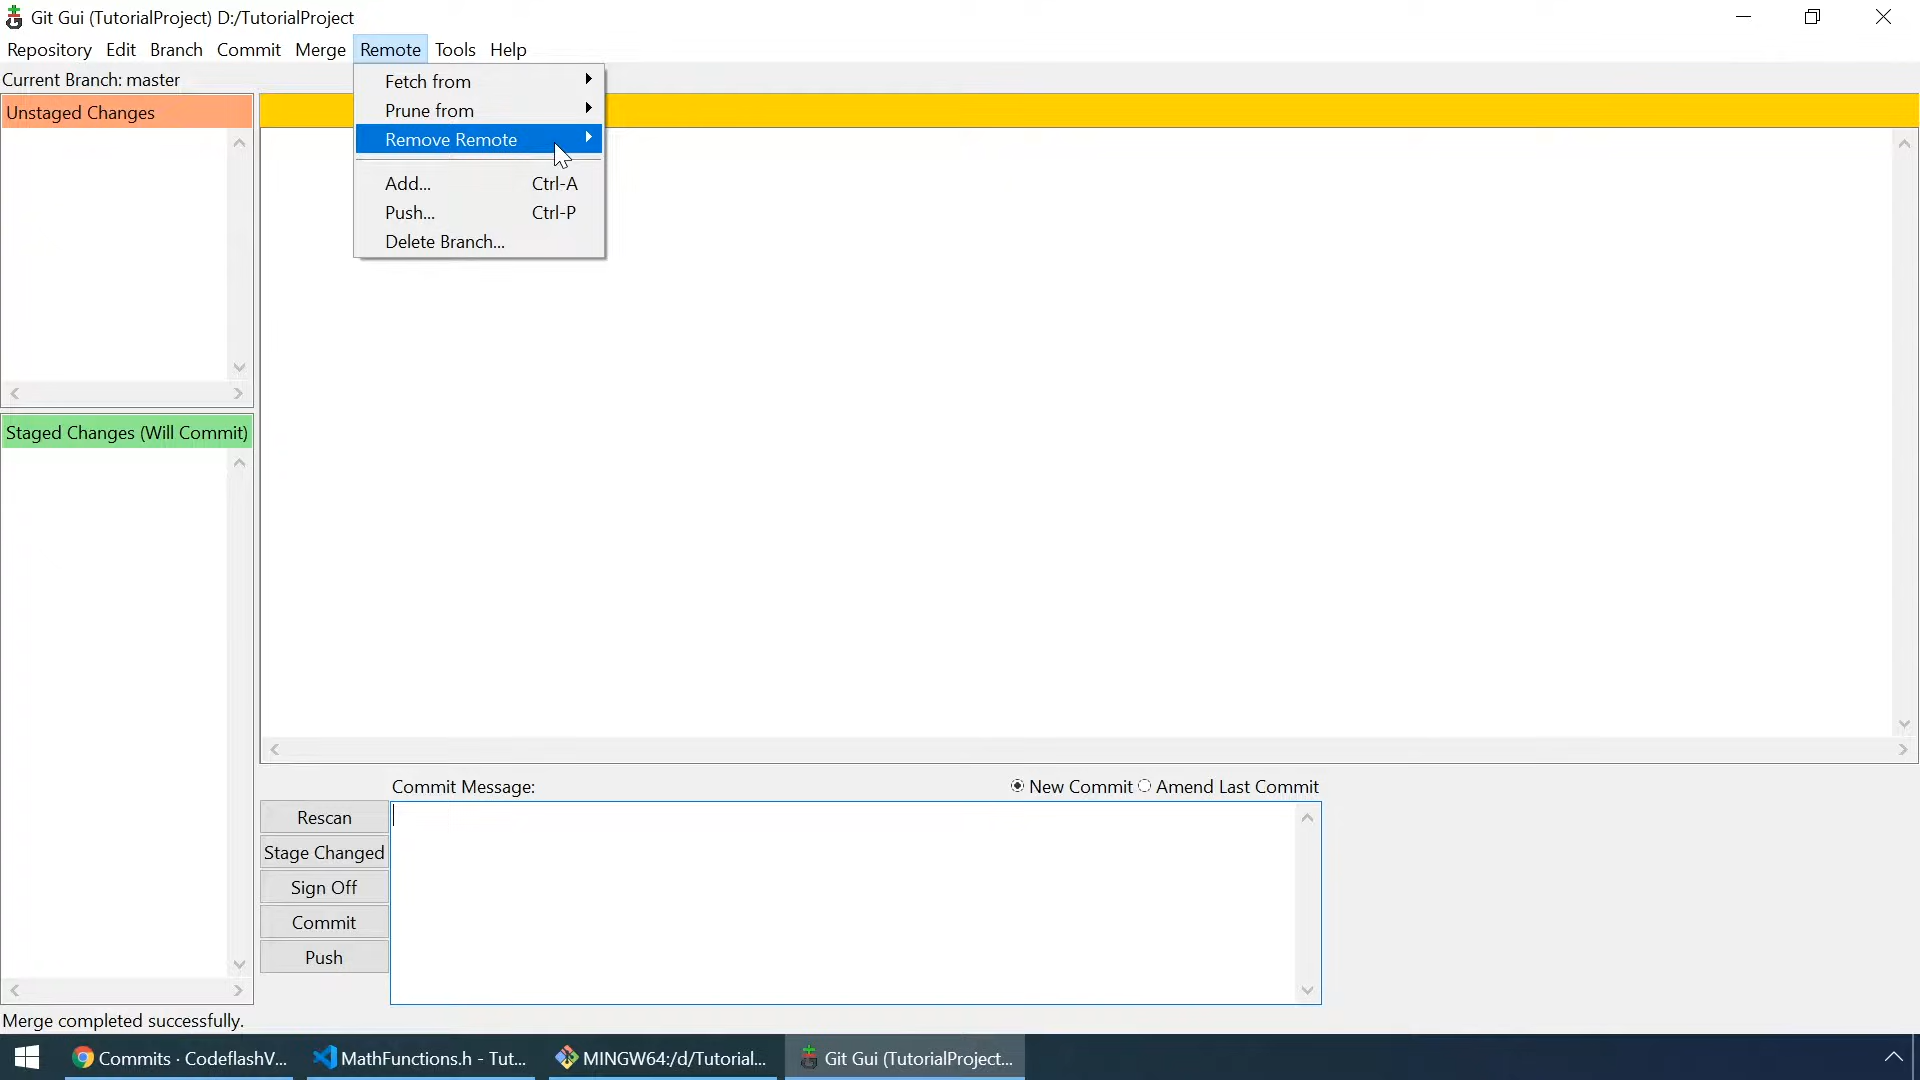 Git Gui (TutorialProject) D:/TutorialProject
Repository Edit Branch Commit Merge Remote Tools Help
Current Branch: master
Unstaged Changes
Fetch from
Prune from
Remove Remote
Add... Ctrl-A
Push... Ctrl-P
Delete Branch...
Staged Changes (Will Commit)
Commit Message:
New Commit Amend Last Commit
Rescan
Stage Changed
Sign Off
Commit
Push
Merge completed successfully.
Commits · CodeflashV... MathFunctions.h - Tut... MINGW64:/d/Tutorial... Git Gui (TutorialProject...